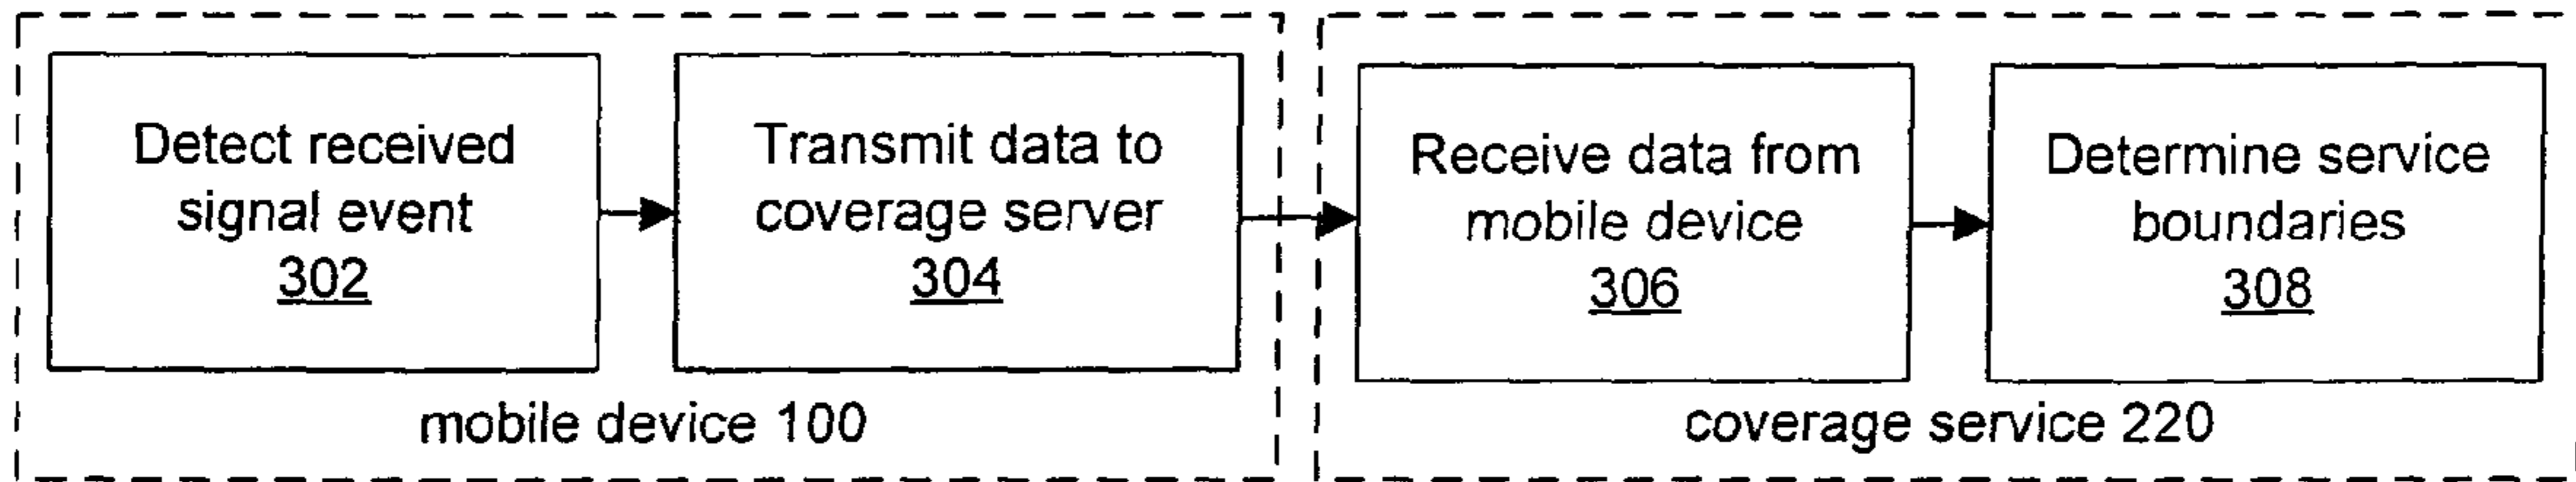 Detect received
signal event
302
Transmit data to
coverage server
304
Receive data from
mobile device
306
Determine service
boundaries
308
mobile device 100
coverage service 220